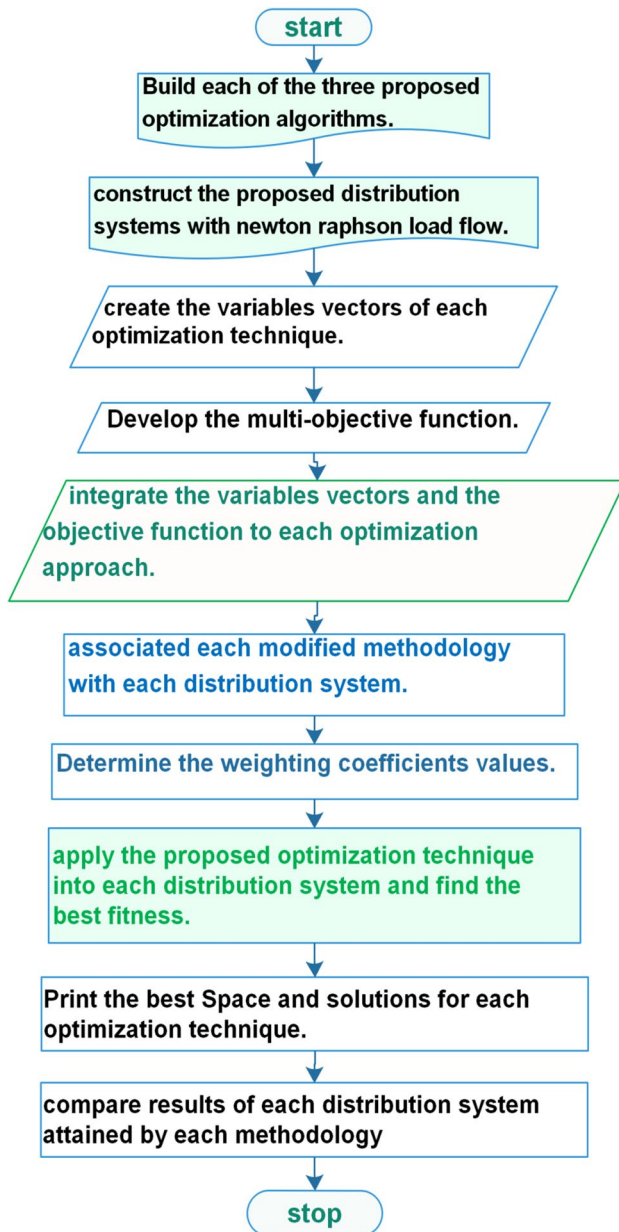 start
Build each of the three proposed
optimization algorithms.
construct the proposed distribution
systems with newton raphson load flow.
create the variables vectors of each
optimization technique.
Develop the multi-objective function.
integrate the variables vectors and the
objective function to each optimization
approach.
associated each modified methodology
with each distribution system.
Determine the weighting coefficients values.
apply the proposed optimization technique
into each distribution system and find the
best fitness.
Print the best Space and solutions for each
optimization technique.
compare results of each distribution system
attained by each methodology
stop